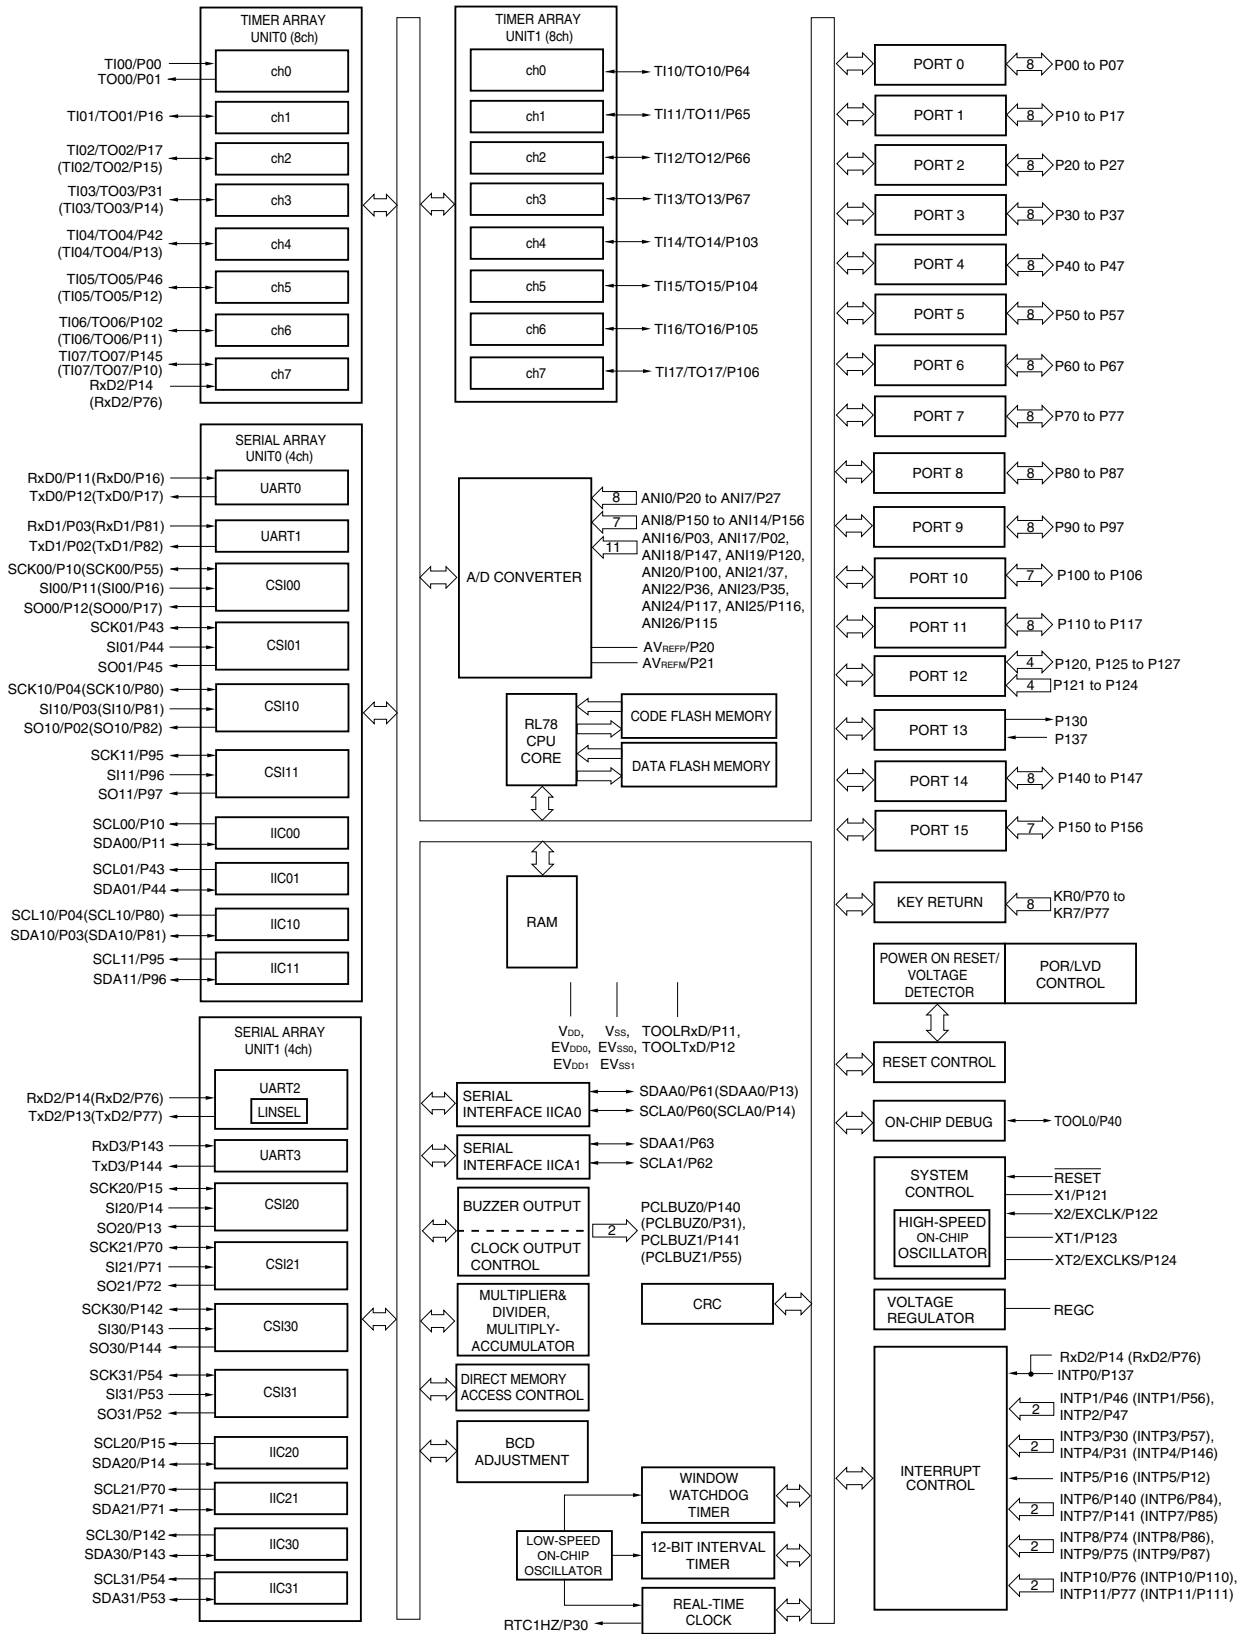 TIMER ARRAY
UNIT0 (8ch)
TI00/P00
TO00/P01
ch0
TI01/TO01/P16
ch1
TI02/TO02/P17
(TI02/TO02/P15)
ch2
TI03/TO03/P31
(TI03/TO03/P14)
ch3
TI04/TO04/P42
(TI04/TO04/P13)
ch4
TI05/TO05/P46
(TI05/TO05/P12)
ch5
TI06/TO06/P102
(TI06/TO06/P11)
ch6
TI07/TO07/P145
(TI07/TO07/P10)
RxD2/P14
(RxD2/P76)
ch7
SERIAL ARRAY
UNIT0 (4ch)
RxD0/P11(RxD0/P16)
TxD0/P12(TxD0/P17)
UART0
RxD1/P03(RxD1/P81)
TxD1/P02(TxD1/P82)
UART1
SCK00/P10(SCK00/P55)
SI00/P11(SI00/P16)
SO00/P12(SO00/P17)
CSI00
SCK01/P43
SI01/P44
SO01/P45
CSI01
SCK10/P04(SCK10/P80)
SI10/P03(SI10/P81)
SO10/P02(SO10/P82)
CSI10
SCK11/P95
SI11/P96
SO11/P97
CSI11
SCL00/P10
SDA00/P11
IIC00
SCL01/P43
SDA01/P44
IIC01
SCL10/P04(SCL10/P80)
SDA10/P03(SDA10/P81)
IIC10
SCL11/P95
SDA11/P96
IIC11
SERIAL ARRAY
UNIT1 (4ch)
RxD2/P14(RxD2/P76)
TxD2/P13(TxD2/P77)
UART2
LINSEL
RxD3/P143
TxD3/P144
UART3
SCK20/P15
SI20/P14
SO20/P13
CSI20
SCK21/P70
SI21/P71
SO21/P72
CSI21
SCK30/P142
SI30/P143
SO30/P144
CSI30
SCK31/P54
SI31/P53
SO31/P52
CSI31
SCL20/P15
SDA20/P14
IIC20
SCL21/P70
SDA21/P71
IIC21
SCL30/P142
SDA30/P143
IIC30
SCL31/P54
SDA31/P53
IIC31
TIMER ARRAY
UNIT1 (8ch)
ch0
TI10/TO10/P64
ch1
TI11/TO11/P65
ch2
TI12/TO12/P66
ch3
TI13/TO13/P67
ch4
TI14/TO14/P103
ch5
TI15/TO15/P104
ch6
TI16/TO16/P105
ch7
TI17/TO17/P106
A/D CONVERTER
8 ANI0/P20 to ANI7/P27
7 ANI8/P150 to ANI14/P156
11 ANI16/P03, ANI17/P02,
ANI18/P147, ANI19/P120,
ANI20/P100, ANI21/37,
ANI22/P36, ANI23/P35,
ANI24/P117, ANI25/P116,
ANI26/P115
AVREFP/P20
AVREFM/P21
RL78
CPU
CORE
CODE FLASH MEMORY
DATA FLASH MEMORY
RAM
VDD,
EVDD0,
EVDD1
VSS,
EVSS0,
EVSS1
TOOLRxD/P11,
TOOLTxD/P12
SERIAL
INTERFACE IICA0
SDAA0/P61(SDAA0/P13)
SCLA0/P60(SCLA0/P14)
SERIAL
INTERFACE IICA1
SDAA1/P63
SCLA1/P62
BUZZER OUTPUT
CLOCK OUTPUT
CONTROL
2
PCLBUZ0/P140
(PCLBUZ0/P31),
PCLBUZ1/P141
(PCLBUZ1/P55)
MULTIPLIER&
DIVIDER,
MULITIPLY-
ACCUMULATOR
CRC
DIRECT MEMORY
ACCESS CONTROL
BCD
ADJUSTMENT
WINDOW
WATCHDOG
TIMER
LOW-SPEED
ON-CHIP
OSCILLATOR
12-BIT INTERVAL
TIMER
REAL-TIME
CLOCK
RTC1HZ/P30
PORT 0
8 P00 to P07
PORT 1
8 P10 to P17
PORT 2
8 P20 to P27
PORT 3
8 P30 to P37
PORT 4
8 P40 to P47
PORT 5
8 P50 to P57
PORT 6
8 P60 to P67
PORT 7
8 P70 to P77
PORT 8
8 P80 to P87
PORT 9
8 P90 to P97
PORT 10
7 P100 to P106
PORT 11
8 P110 to P117
PORT 12
4 P120, P125 to P127
4 P121 to P124
PORT 13
P130
P137
PORT 14
8 P140 to P147
PORT 15
7 P150 to P156
KEY RETURN
8
KR0/P70 to
KR7/P77
POWER ON RESET/
VOLTAGE
DETECTOR
POR/LVD
CONTROL
RESET CONTROL
ON-CHIP DEBUG
TOOL0/P40
SYSTEM
CONTROL
HIGH-SPEED
ON-CHIP
OSCILLATOR
RESET
X1/P121
X2/EXCLK/P122
XT1/P123
XT2/EXCLKS/P124
VOLTAGE
REGULATOR
REGC
INTERRUPT
CONTROL
RxD2/P14 (RxD2/P76)
INTP0/P137
2
INTP1/P46 (INTP1/P56),
INTP2/P47
2
INTP3/P30 (INTP3/P57),
INTP4/P31 (INTP4/P146)
INTP5/P16 (INTP5/P12)
2
INTP6/P140 (INTP6/P84),
INTP7/P141 (INTP7/P85)
2
INTP8/P74 (INTP8/P86),
INTP9/P75 (INTP9/P87)
2
INTP10/P76 (INTP10/P110),
INTP11/P77 (INTP11/P111)